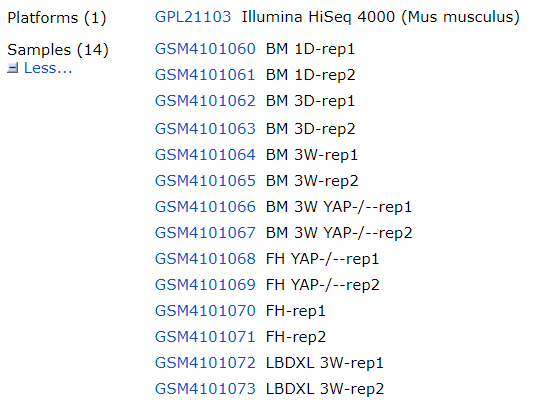 Platforms (1) GPL21103 Illumina HiSeq 4000 (Mus musculus)
Samples (14) GSM4101060 BM 1D-rep1
Less... GSM4101061 BM 1D-rep2
GSM4101062 BM 3D-rep1
GSM4101063 BM 3D-rep2
GSM4101064 BM 3W-rep1
GSM4101065 BM 3W-rep2
GSM4101066 BM 3W YAP-/--rep1
GSM4101067 BM 3W YAP-/--rep2
GSM4101068 FH YAP-/--rep1
GSM4101069 FH YAP-/--rep2
GSM4101070 FH-rep1
GSM4101071 FH-rep2
GSM4101072 LBDXL 3W-rep1
GSM4101073 LBDXL 3W-rep2